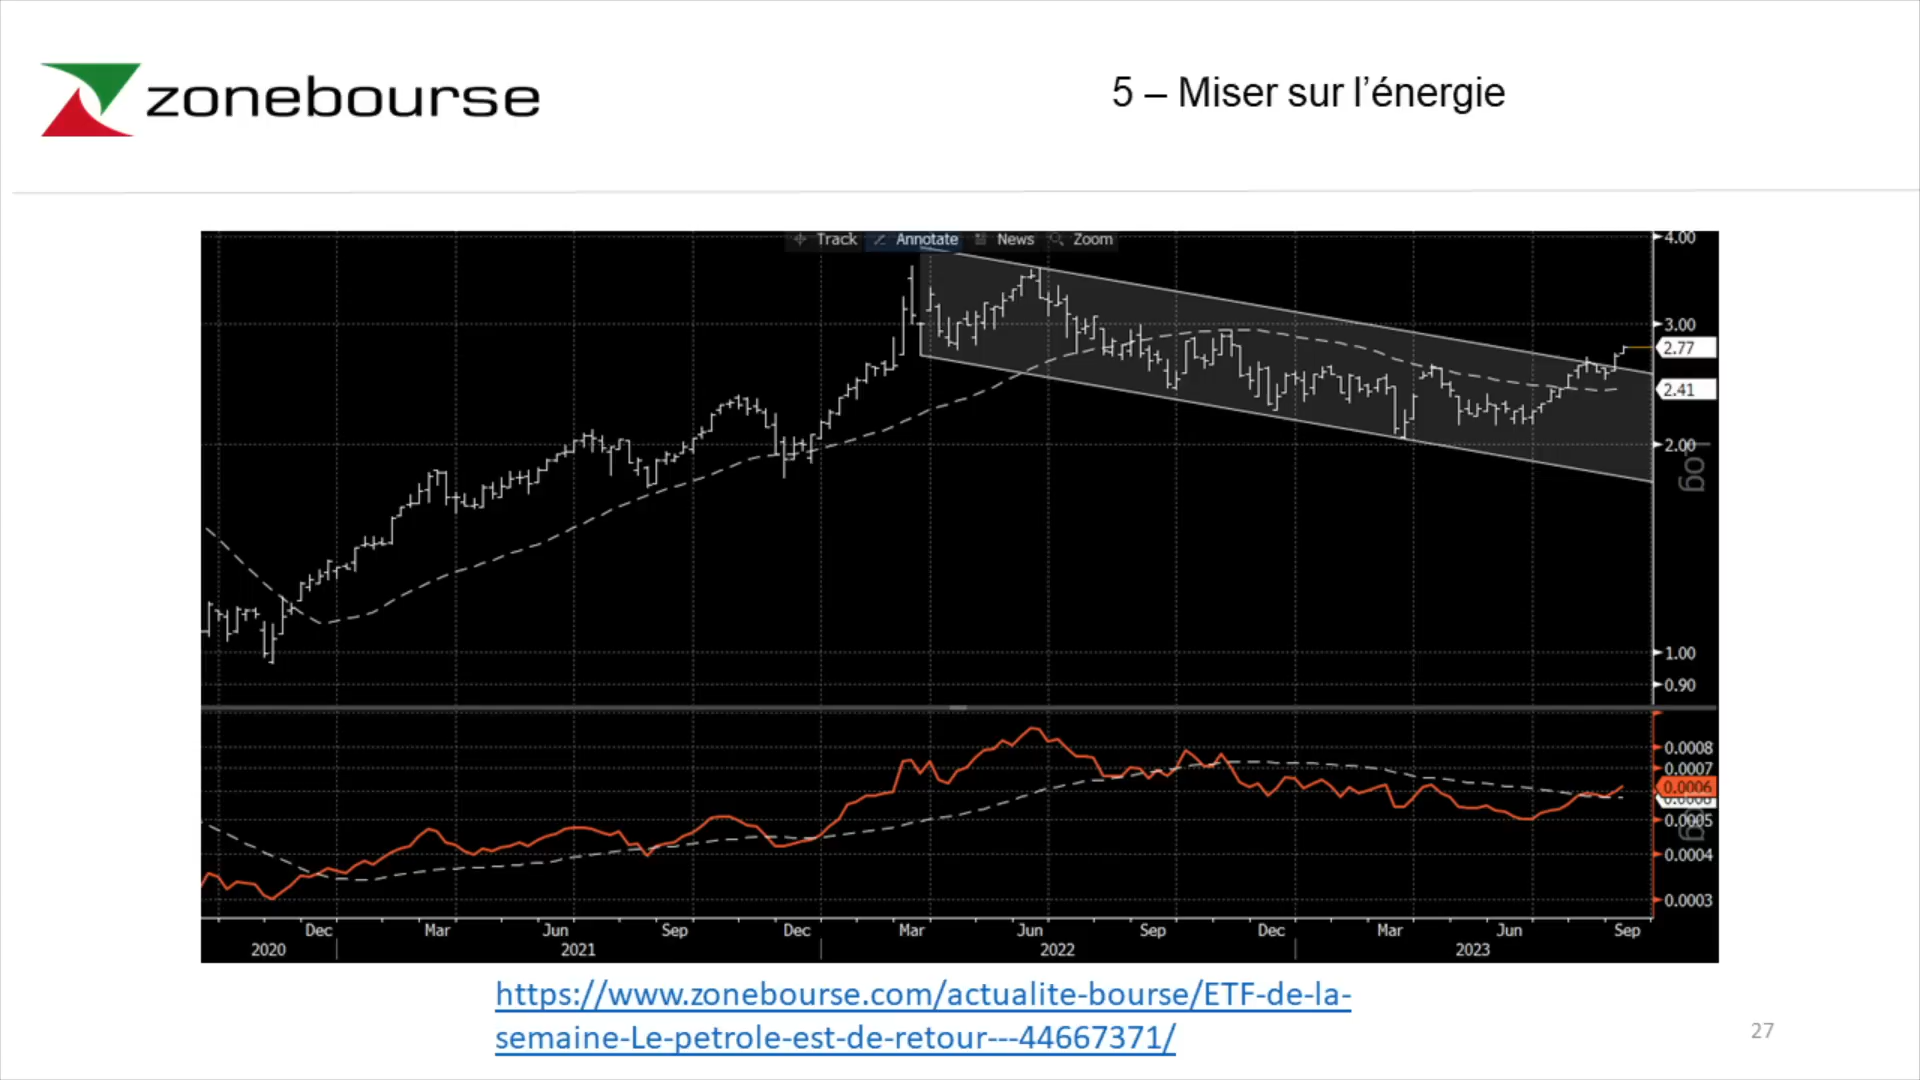 zonebourse
5 – Miser sur l’énergie
Track Annotate News Zoom
4.00
3.00
2.77
2.41
2.00
Log
1.00
0.90
0.0008
0.0007
0.0006
0.0006
0.0005
0.0004
0.0003
Dec Mar Jun Sep Dec Mar Jun Sep Dec Mar Jun Sep
2020 2021 2022 2023
https://www.zonebourse.com/actualite-bourse/ETF-de-la-
semaine-Le-petrole-est-de-retour---44667371/
27